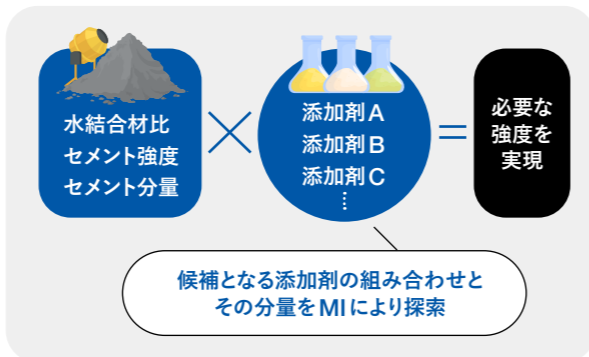 水結合材比
セメント強度
セメント分量
×
添加剤A
添加剤B
添加剤C
⋮
=
必要な
強度を
実現
候補となる添加剤の組み合わせと
その分量をMIにより探索